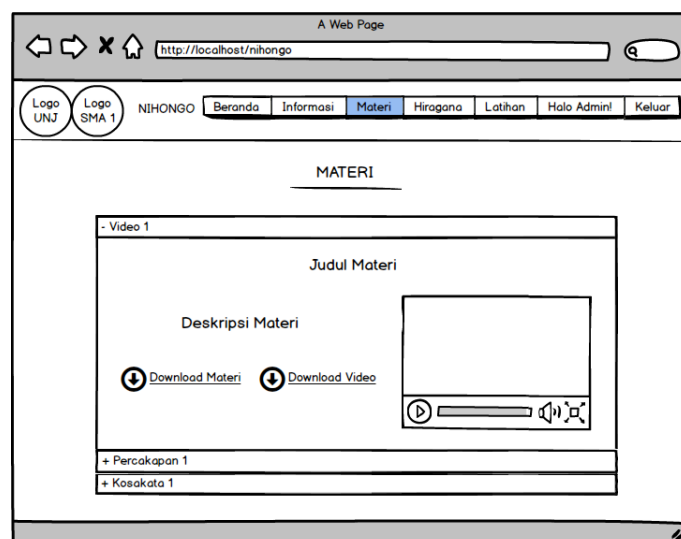 A Web Page
http://localhost/nihongo
Logo UNJ
Logo SMA 1
NIHONGO
Beranda
Informasi
Materi
Hiragana
Latihan
Halo Admin!
Keluar
MATERI
- Video 1
Judul Materi
Deskripsi Materi
Download Materi
Download Video
+ Percakapan 1
+ Kosakata 1